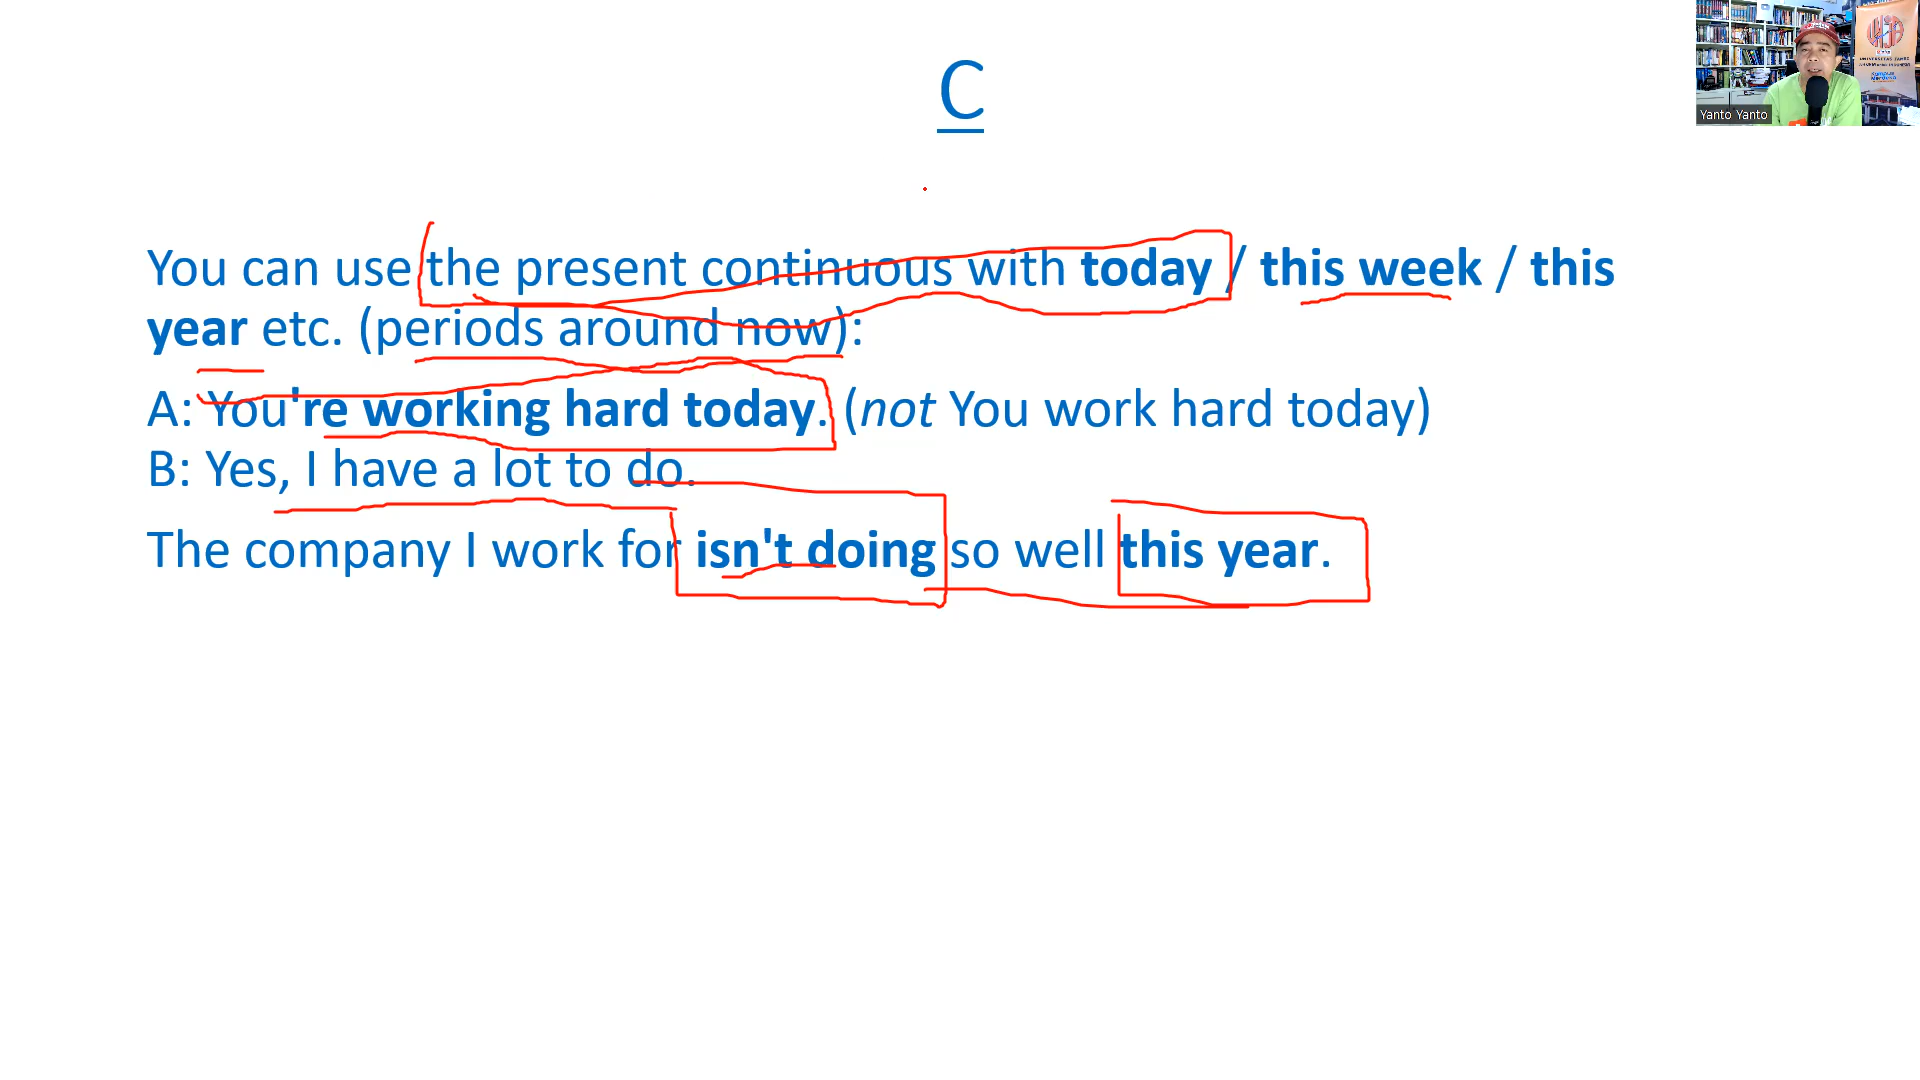 C
You can use the present continuous with today / this week / this
year etc. (periods around now):
A: You're working hard today. (not You work hard today)
B: Yes, I have a lot to do.
The company I work for isn't doing so well this year.
Yanto Yanto
Kampus
Merdeka